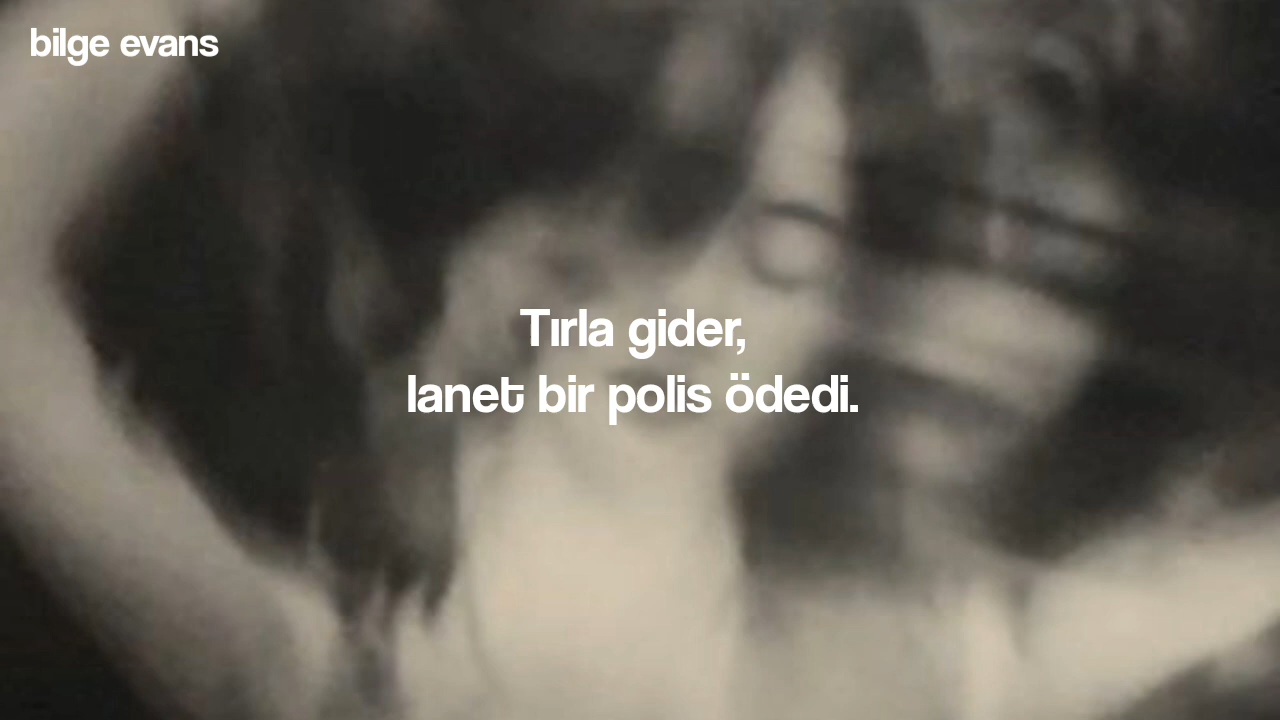 bilge evans
Tırla gider,
lanet bir polis ödedi.